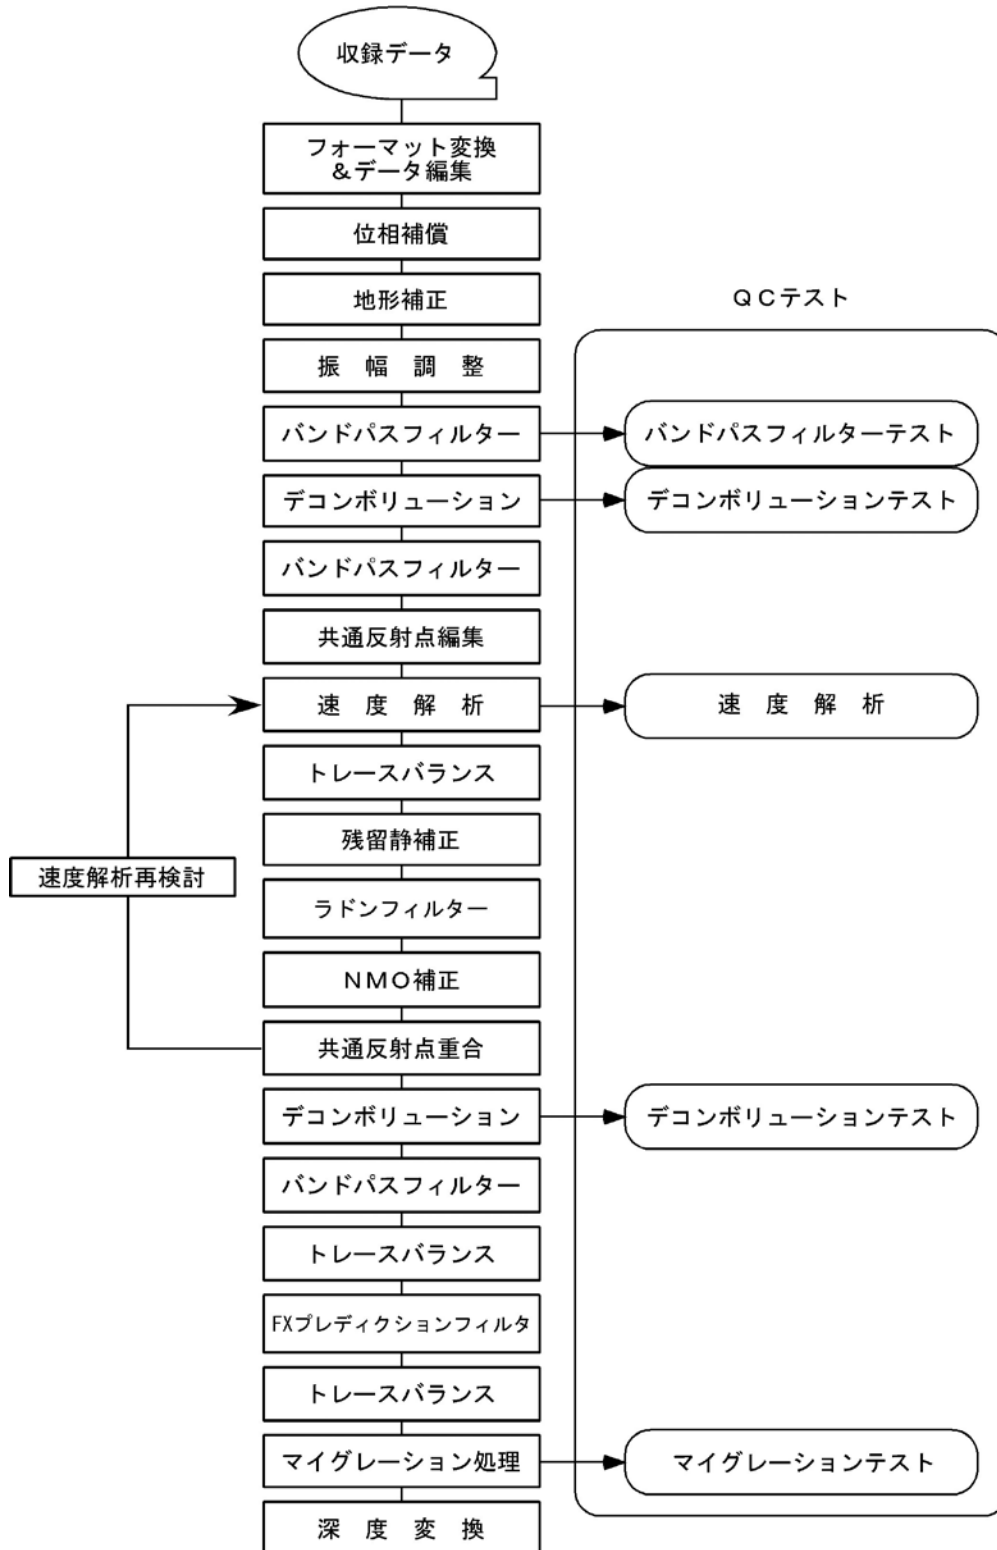 収録データ
フォーマット変換
&データ編集
位相補償
地形補正
QCテスト
振 幅 調 整
バンドパスフィルター
バンドパスフィルターテスト
デコンボリューション
デコンボリューションテスト
バンドパスフィルター
共通反射点編集
速 度 解 析
速 度 解 析
トレースバランス
残留静補正
速度解析再検討
ラドンフィルター
NMO補正
共通反射点重合
デコンボリューション
デコンボリューションテスト
バンドパスフィルター
トレースバランス
FXプレディクションフィルタ
トレースバランス
マイグレーション処理
マイグレーションテスト
深 度 変 換